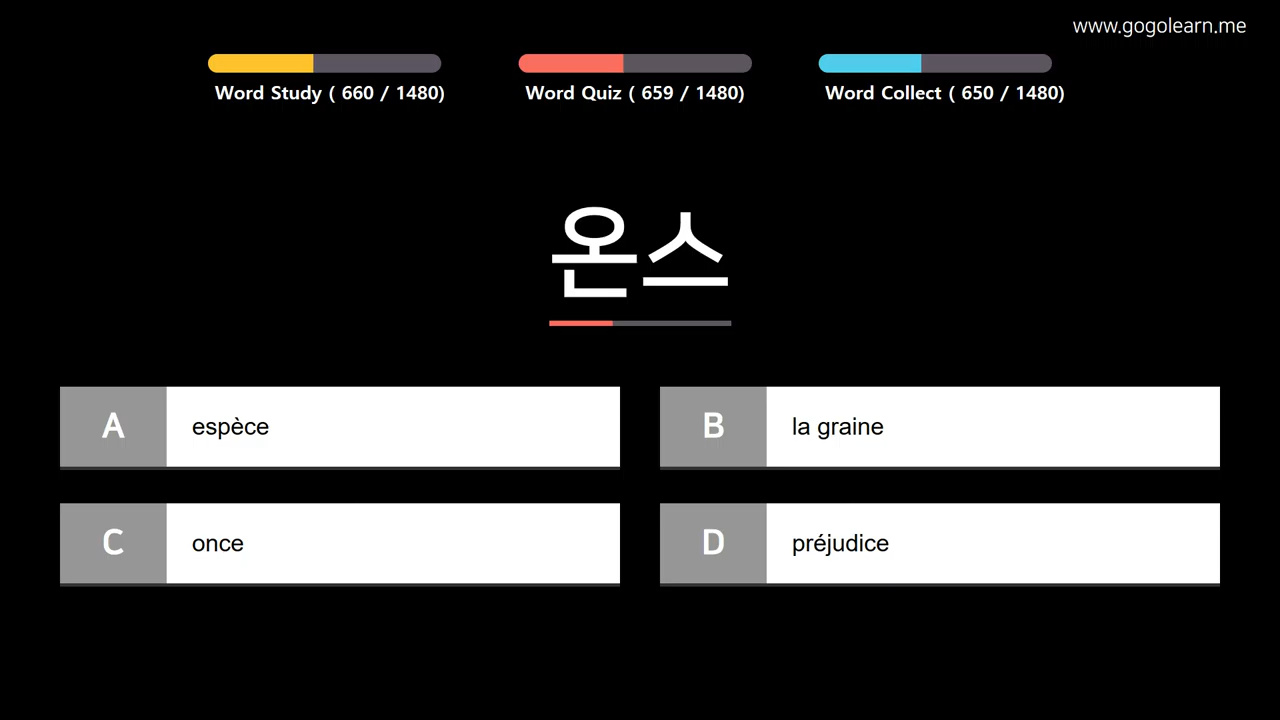 www.gogolearn.me
Word Study ( 660 / 1480)
Word Quiz ( 659 / 1480)
Word Collect ( 650 / 1480)
온스
A espèce
B la graine
C once
D préjudice